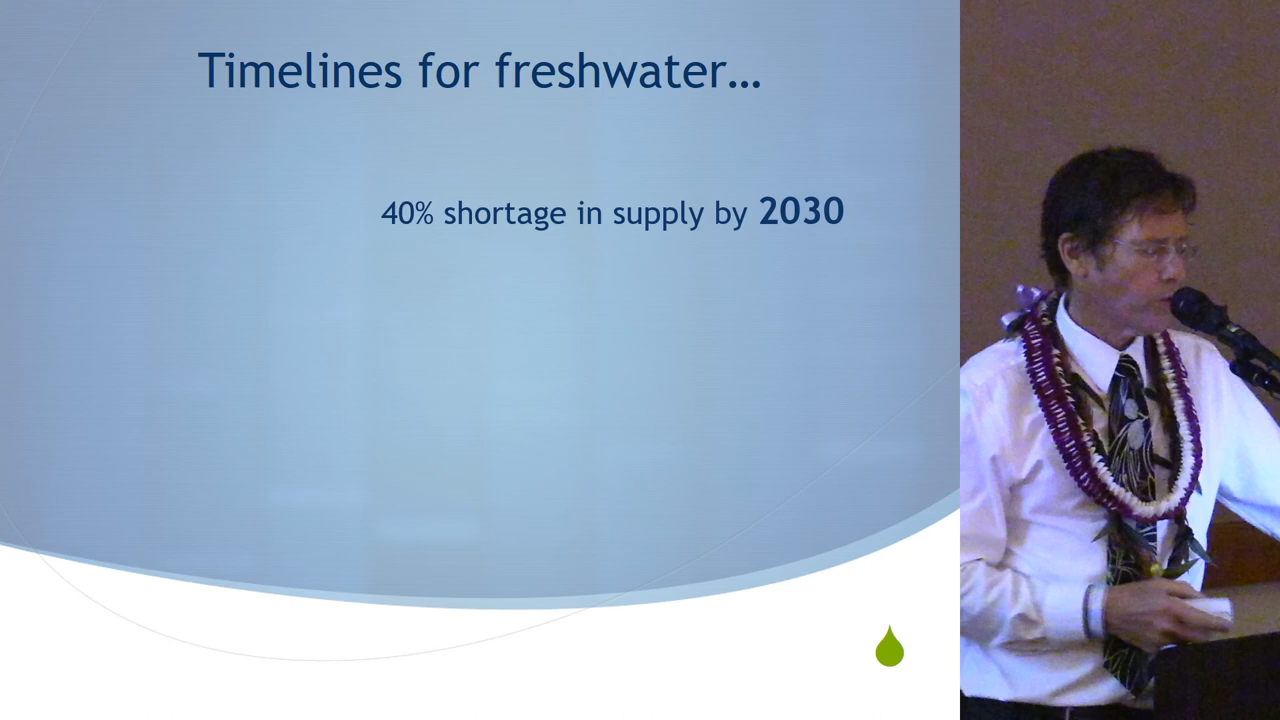 Timelines for freshwater…
40% shortage in supply by 2030